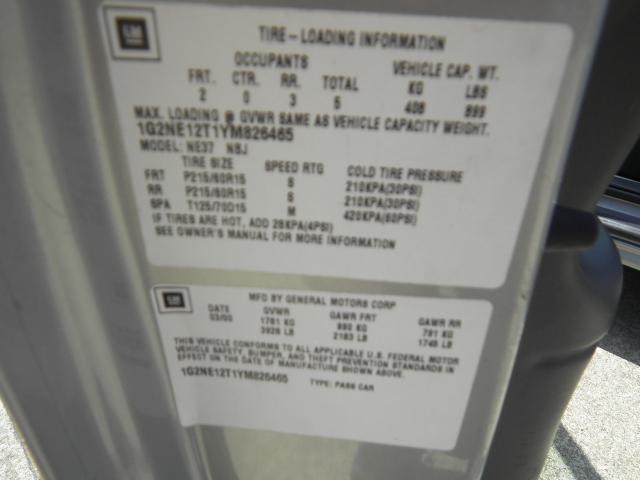 GM
TIRE-LOADING INFORMATION
OCCUPANTS VEHICLE CAP. WT.
FRT. CTR. RR. TOTAL KG LBS
2 0 3 5 408 899
MAX. LOADING @ GVWR SAME AS VEHICLE CAPACITY WEIGHT.
1G2NE12T1YM826465
MODEL: NE37 NBJ
TIRE SIZE SPEED RTG COLD TIRE PRESSURE
FRT P215/60R15 S 210KPA(30PSI)
RR P215/60R15 S 210KPA(30PSI)
SPA T125/70D15 M 420KPA(60PSI)
IF TIRES ARE HOT, ADD 28KPA(4PSI)
SEE OWNER'S MANUAL FOR MORE INFORMATION
GM
MFD BY GENERAL MOTORS CORP
DATE GVWR GAWR FRT GAWR RR
03/00 1781 KG 990 KG 791 KG
3928 LB 2183 LB 1745 LB
THIS VEHICLE CONFORMS TO ALL APPLICABLE U.S. FEDERAL MOTOR
VEHICLE SAFETY, BUMPER, AND THEFT PREVENTION STANDARDS IN
EFFECT ON THE DATE OF MANUFACTURE SHOWN ABOVE.
1G2NE12T1YM826465 TYPE: PASS CAR